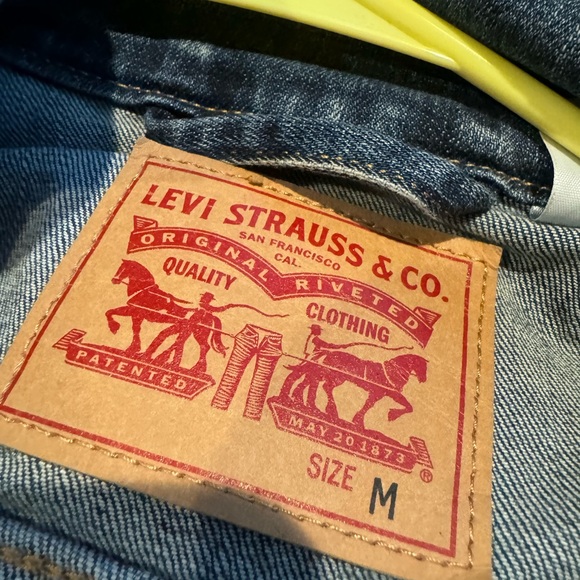 LEVI STRAUSS & CO.
SAN FRANCISCO
CAL.
ORIGINAL RIVETED
QUALITY CLOTHING
PATENTED
MAY 20 1873
®
SIZE M